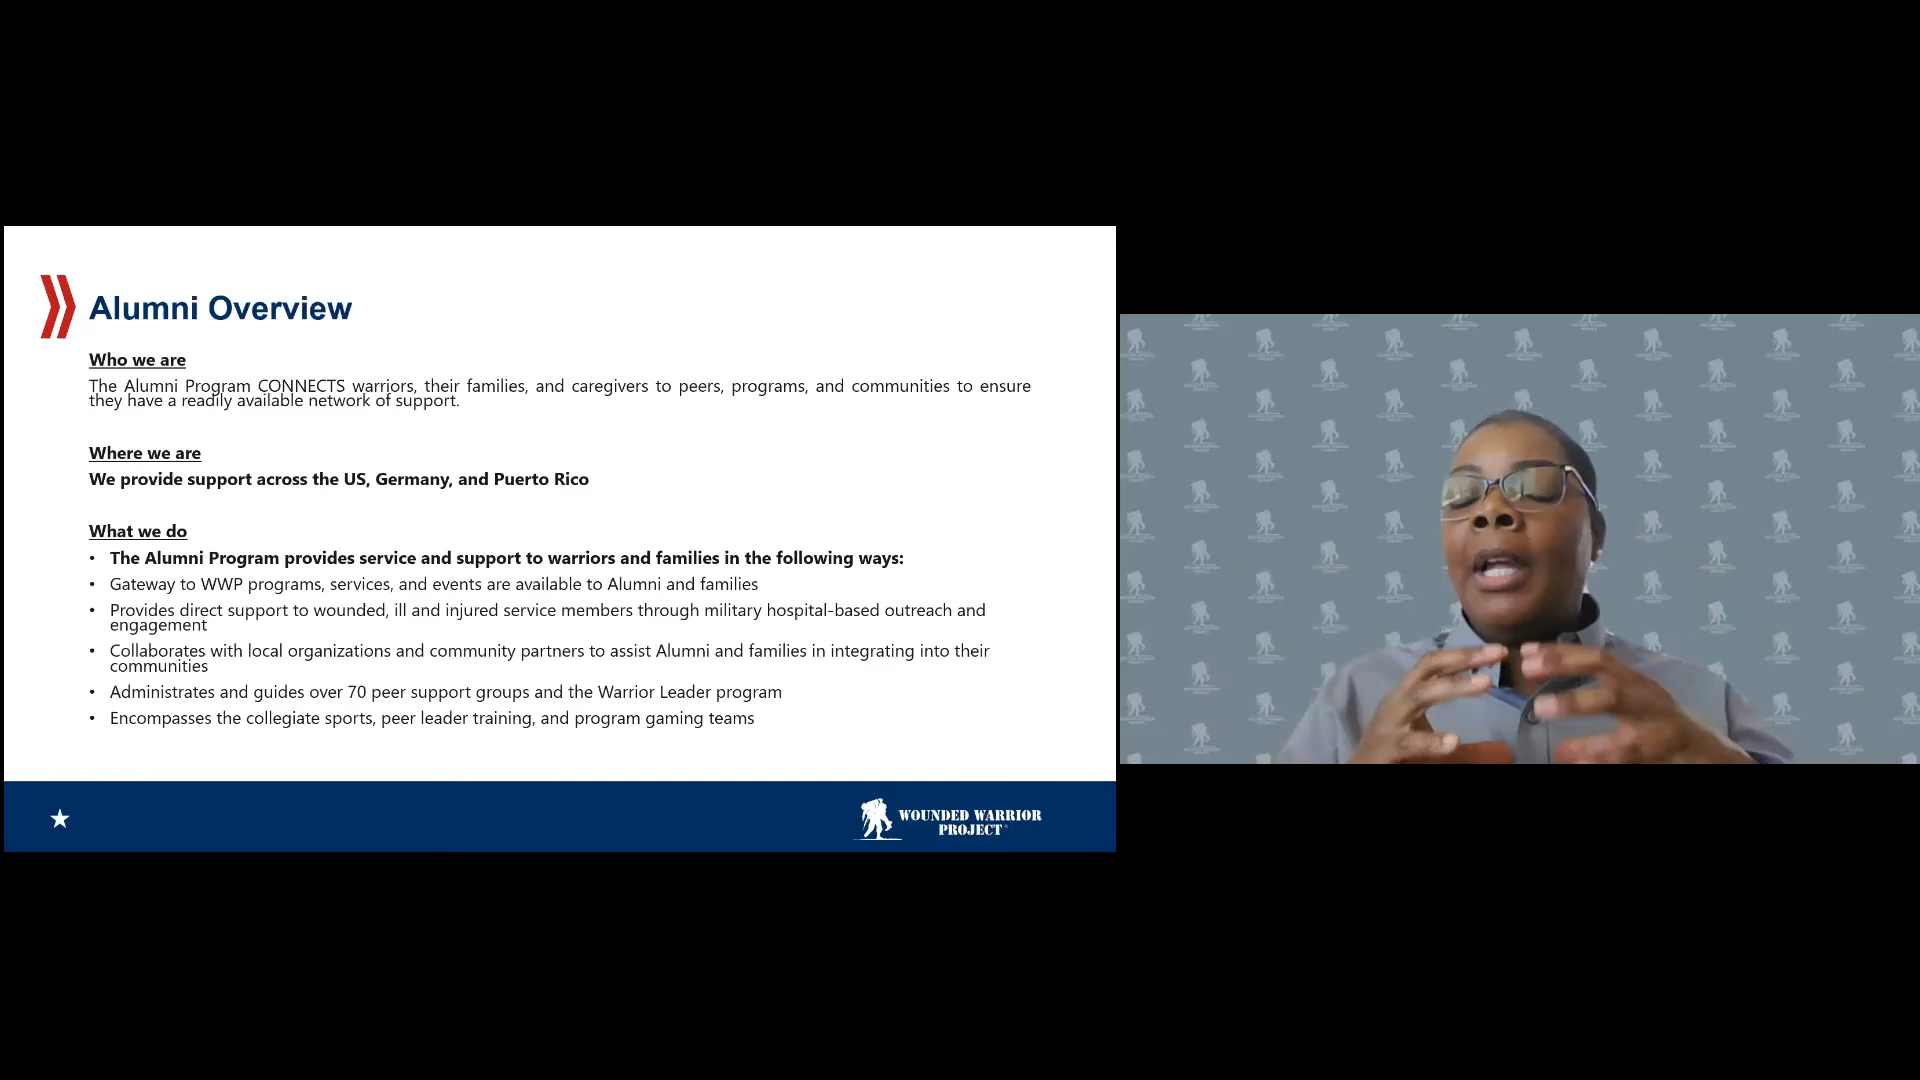 Alumni Overview
Who we are
The Alumni Program CONNECTS warriors, their families, and caregivers to peers, programs, and communities to ensure
they have a readily available network of support.
Where we are
We provide support across the US, Germany, and Puerto Rico
What we do
• The Alumni Program provides service and support to warriors and families in the following ways:
• Gateway to WWP programs, services, and events are available to Alumni and families
• Provides direct support to wounded, ill and injured service members through military hospital-based outreach and
engagement
• Collaborates with local organizations and community partners to assist Alumni and families in integrating into their
communities
• Administrates and guides over 70 peer support groups and the Warrior Leader program
• Encompasses the collegiate sports, peer leader training, and program gaming teams
WOUNDED WARRIOR
PROJECT